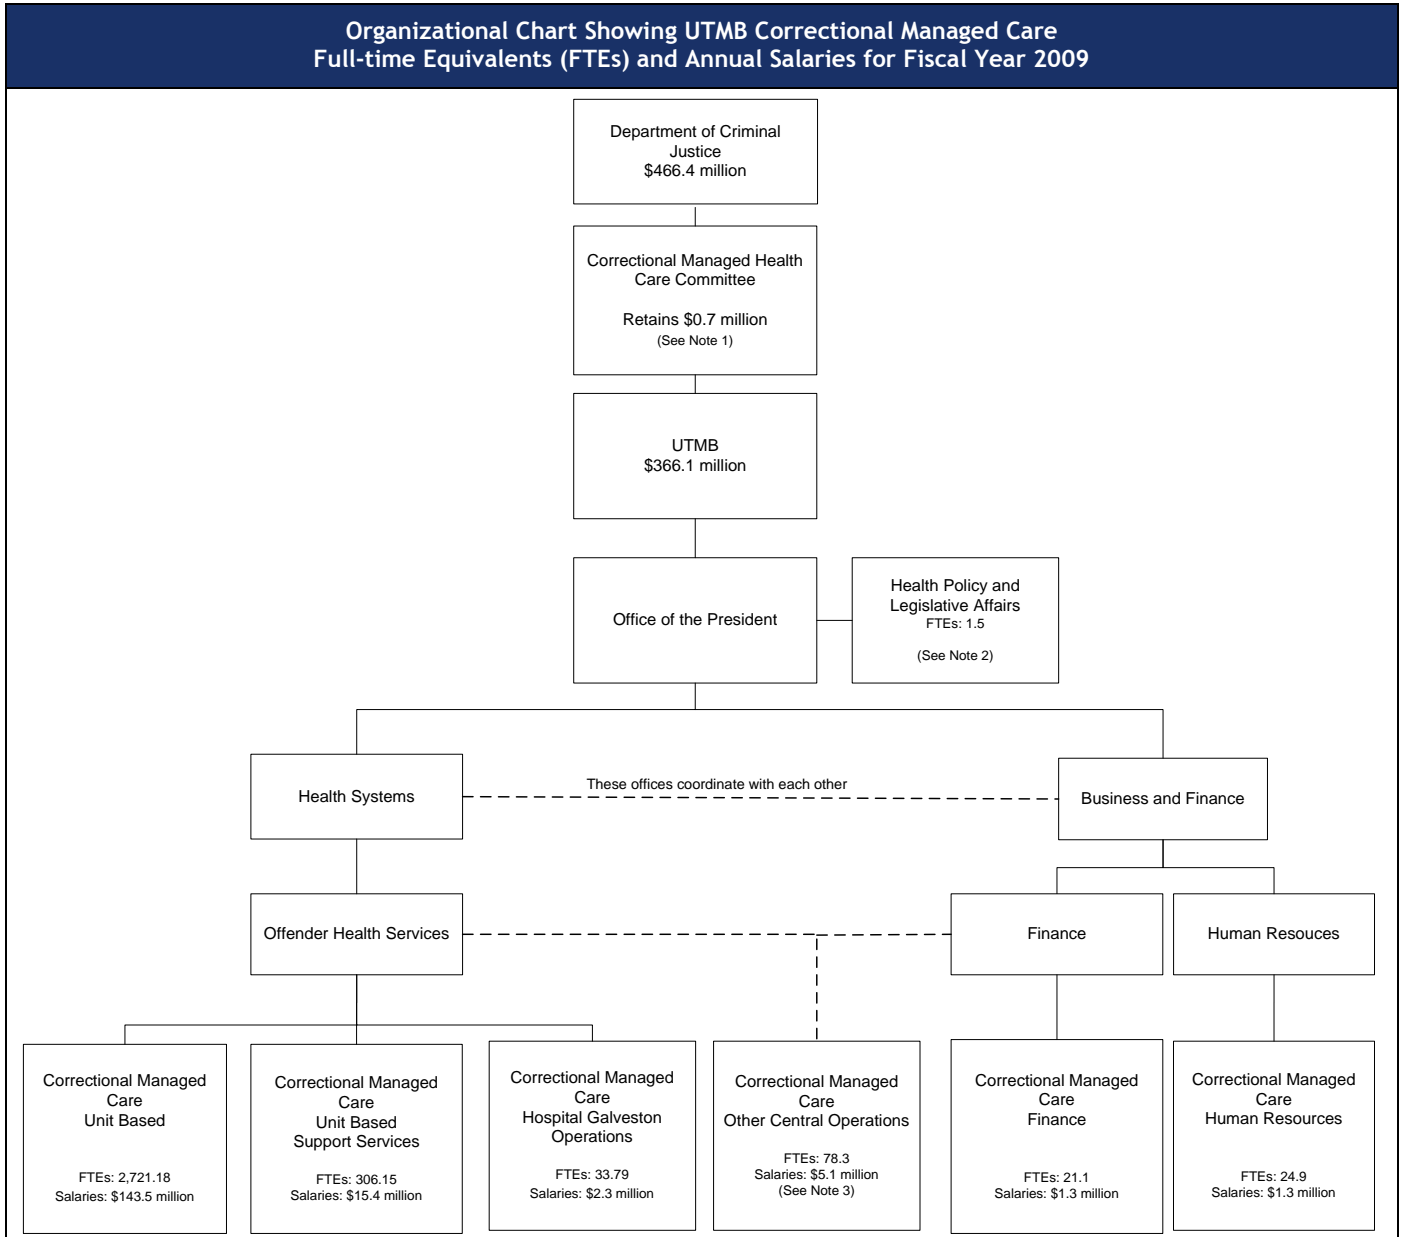 Organizational Chart Showing UTMB Correctional Managed Care
Full-time Equivalents (FTEs) and Annual Salaries for Fiscal Year 2009
Department of Criminal
Justice
$466.4 million
Correctional Managed Health
Care Committee
Retains $0.7 million
(See Note 1)
UTMB
$366.1 million
Office of the President
Health Policy and
Legislative Affairs
FTEs: 1.5
(See Note 2)
Health Systems
These offices coordinate with each other
Business and Finance
Offender Health Services
Finance
Human Resouces
Correctional Managed
Care
Unit Based
FTEs: 2,721.18
Salaries: $143.5 million
Correctional Managed
Care
Unit Based
Support Services
FTEs: 306.15
Salaries: $15.4 million
Correctional Managed
Care
Hospital Galveston
Operations
FTEs: 33.79
Salaries: $2.3 million
Correctional Managed
Care
Other Central Operations
FTEs: 78.3
Salaries: $5.1 million
(See Note 3)
Correctional Managed
Care
Finance
FTEs: 21.1
Salaries: $1.3 million
Correctional Managed
Care
Human Resources
FTEs: 24.9
Salaries: $1.3 million